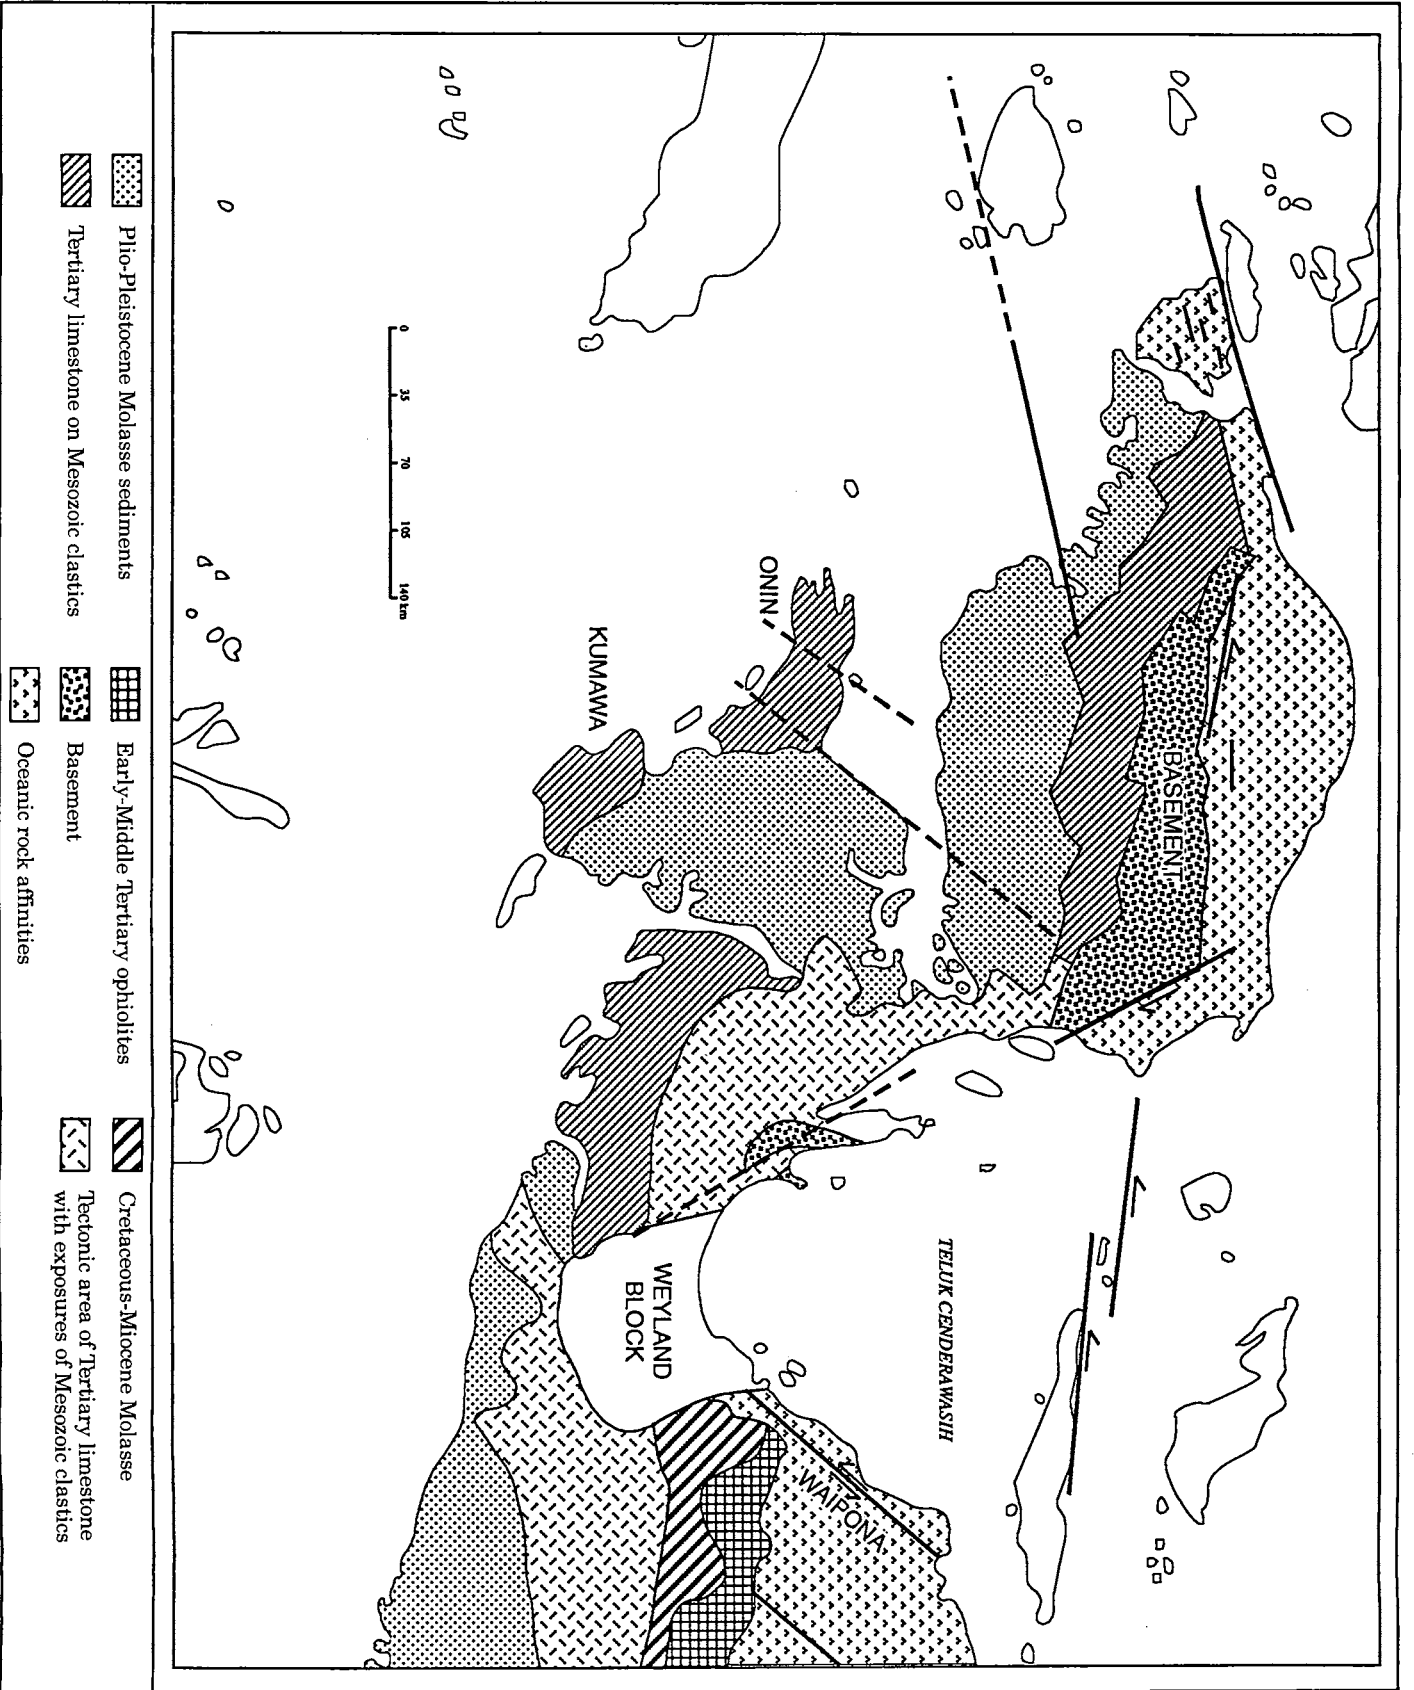 BASEMENT
ONIN
KUMAWA
TELUK CENDERAWASIH
WEYLAND
BLOCK
WAIPONA
0 35 70 105 140 km
Plio-Pleistocene Molasse sediments
Tertiary limestone on Mesozoic clastics
Early-Middle Tertiary ophiolites
Basement
Oceanic rock affinities
Cretaceous-Miocene Molasse
Tectonic area of Tertiary limestone
with exposures of Mesozoic clastics